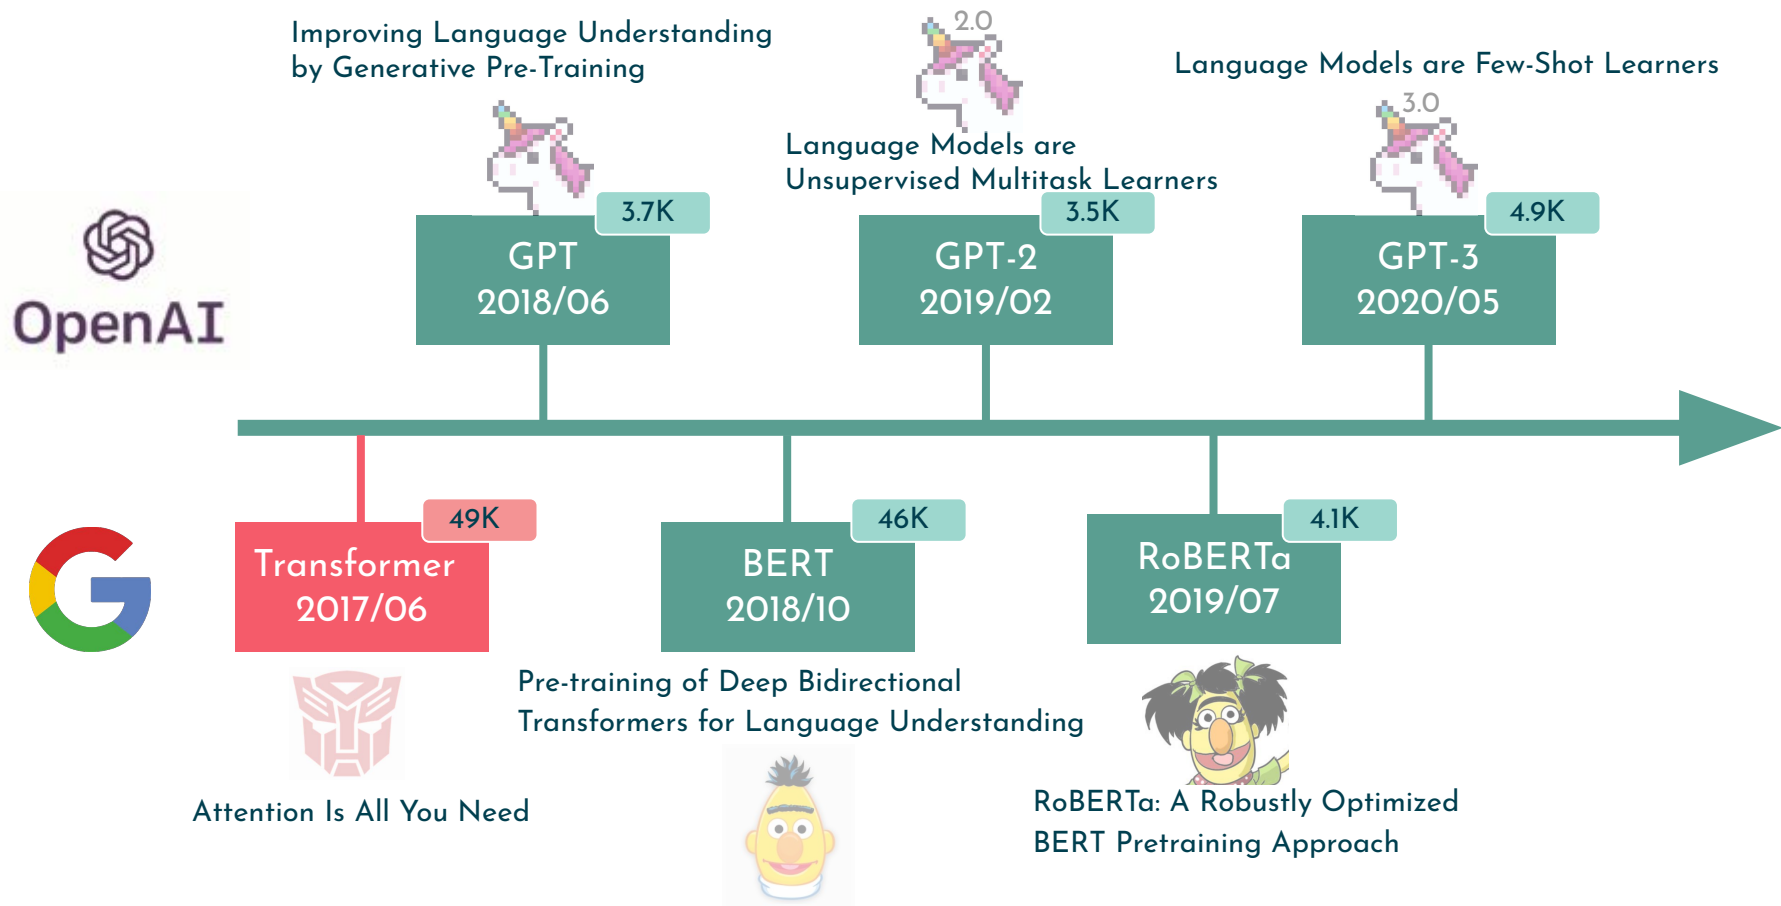 Improving Language Understanding
by Generative Pre-Training
2.0
Language Models are
Unsupervised Multitask Learners
Language Models are Few-Shot Learners
3.0
OpenAI
3.7K
GPT
2018/06
3.5K
GPT-2
2019/02
4.9K
GPT-3
2020/05
G
49K
Transformer
2017/06
Attention Is All You Need
46K
BERT
2018/10
Pre-training of Deep Bidirectional
Transformers for Language Understanding
4.1K
RoBERTa
2019/07
RoBERTa: A Robustly Optimized
BERT Pretraining Approach